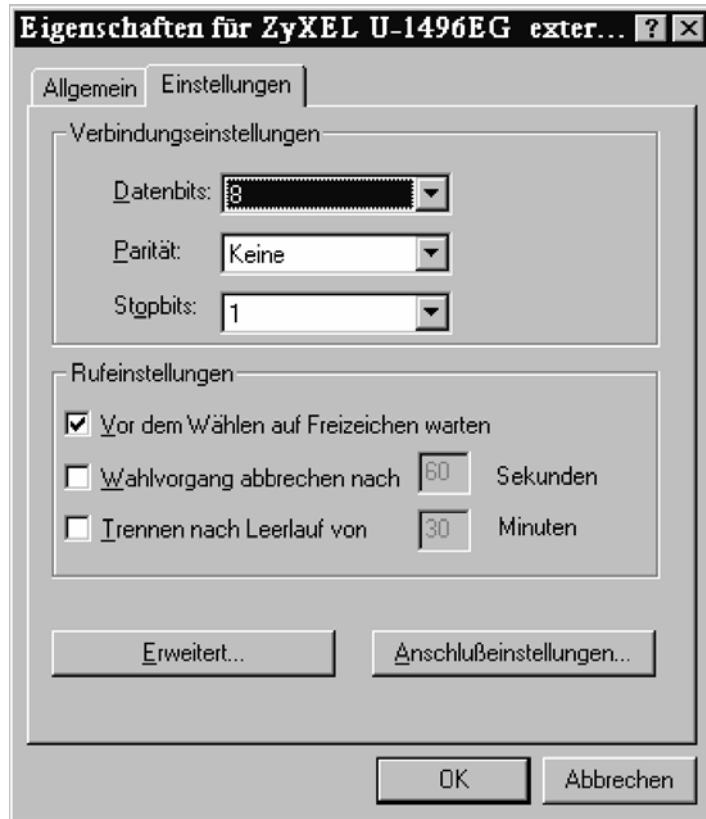 Eigenschaften für ZyXEL U-1496EG exter...
Allgemein
Einstellungen
Verbindungseinstellungen
Datenbits: 8
Parität: Keine
Stopbits: 1
Rufeinstellungen
Vor dem Wählen auf Freizeichen warten
Wahlvorgang abbrechen nach 60 Sekunden
Trennen nach Leerlauf von 30 Minuten
Erweitert... Anschlußeinstellungen...
OK Abbrechen